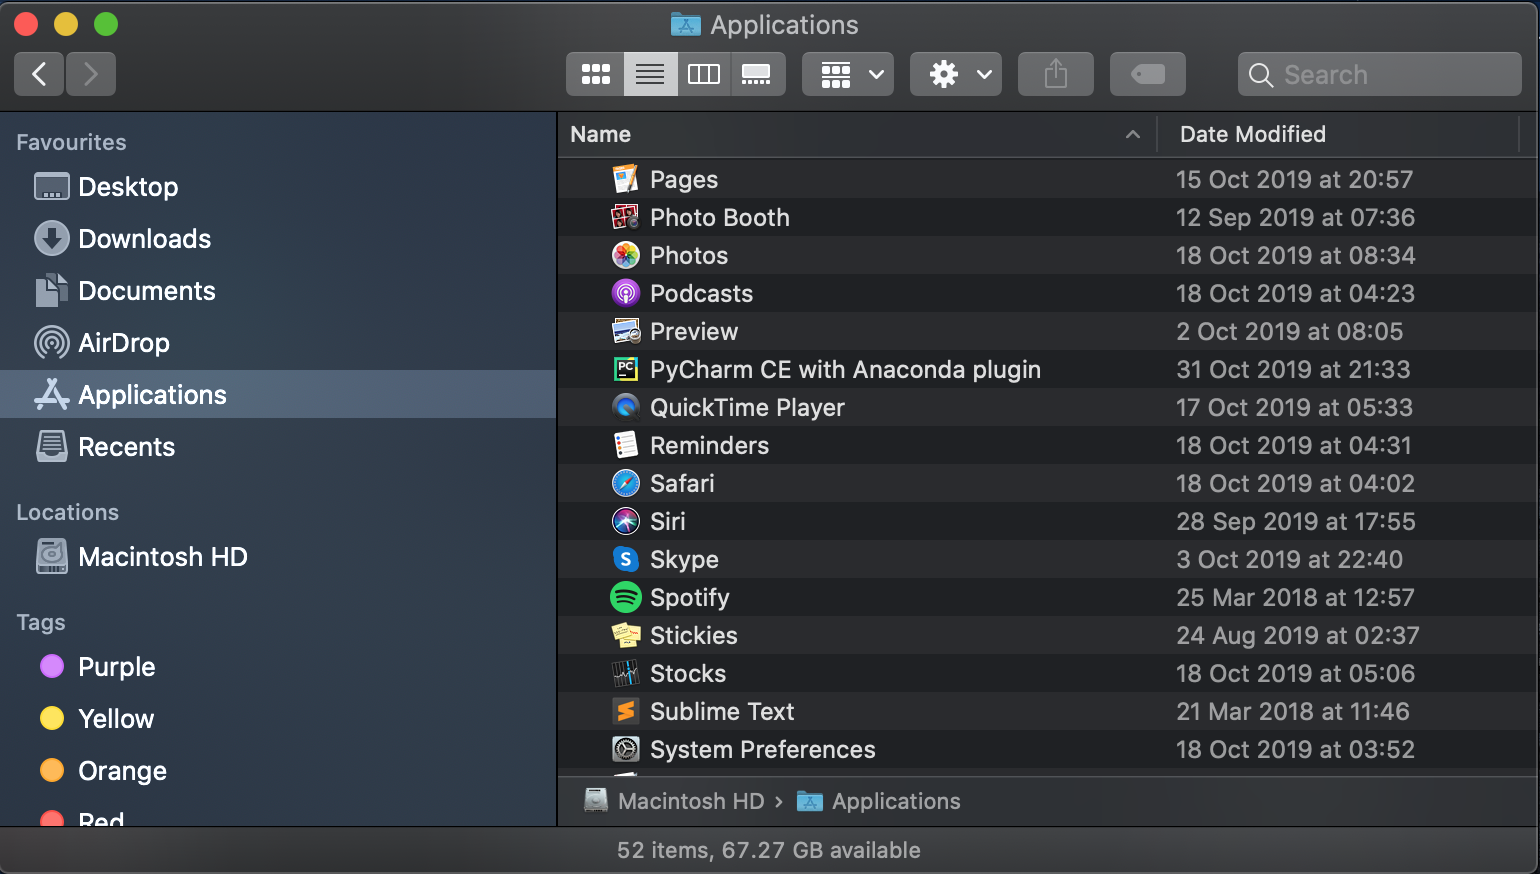 Applications
Search
Favourites
Desktop
Downloads
Documents
AirDrop
Applications
Recents
Locations
Macintosh HD
Tags
Purple
Yellow
Orange
Red
Name Date Modified
Pages 15 Oct 2019 at 20:57
Photo Booth 12 Sep 2019 at 07:36
Photos 18 Oct 2019 at 08:34
Podcasts 18 Oct 2019 at 04:23
Preview 2 Oct 2019 at 08:05
PyCharm CE with Anaconda plugin 31 Oct 2019 at 21:33
QuickTime Player 17 Oct 2019 at 05:33
Reminders 18 Oct 2019 at 04:31
Safari 18 Oct 2019 at 04:02
Siri 28 Sep 2019 at 17:55
Skype 3 Oct 2019 at 22:40
Spotify 25 Mar 2018 at 12:57
Stickies 24 Aug 2019 at 02:37
Stocks 18 Oct 2019 at 05:06
Sublime Text 21 Mar 2018 at 11:46
System Preferences 18 Oct 2019 at 03:52
Macintosh HD › Applications
52 items, 67.27 GB available